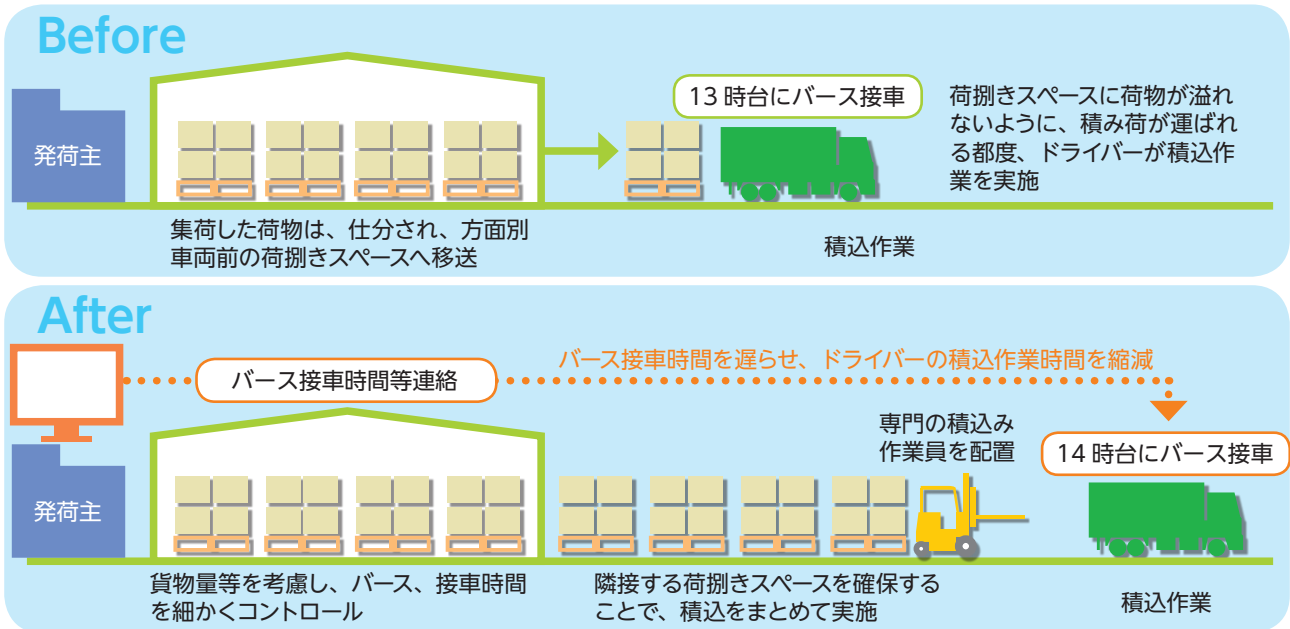 Before
発荷主
13時台にバース接車
荷捌きスペースに荷物が溢れ
ないように、積み荷が運ばれ
る都度、ドライバーが積込作
業を実施
集荷した荷物は、仕分され、方面別
車両前の荷捌きスペースへ移送
積込作業
After
バース接車時間等連絡
バース接車時間を遅らせ、ドライバーの積込作業時間を縮減
専門の積込み
作業員を配置
14時台にバース接車
発荷主
貨物量等を考慮し、バース、接車時間
を細かくコントロール
隣接する荷捌きスペースを確保する
ことで、積込をまとめて実施
積込作業